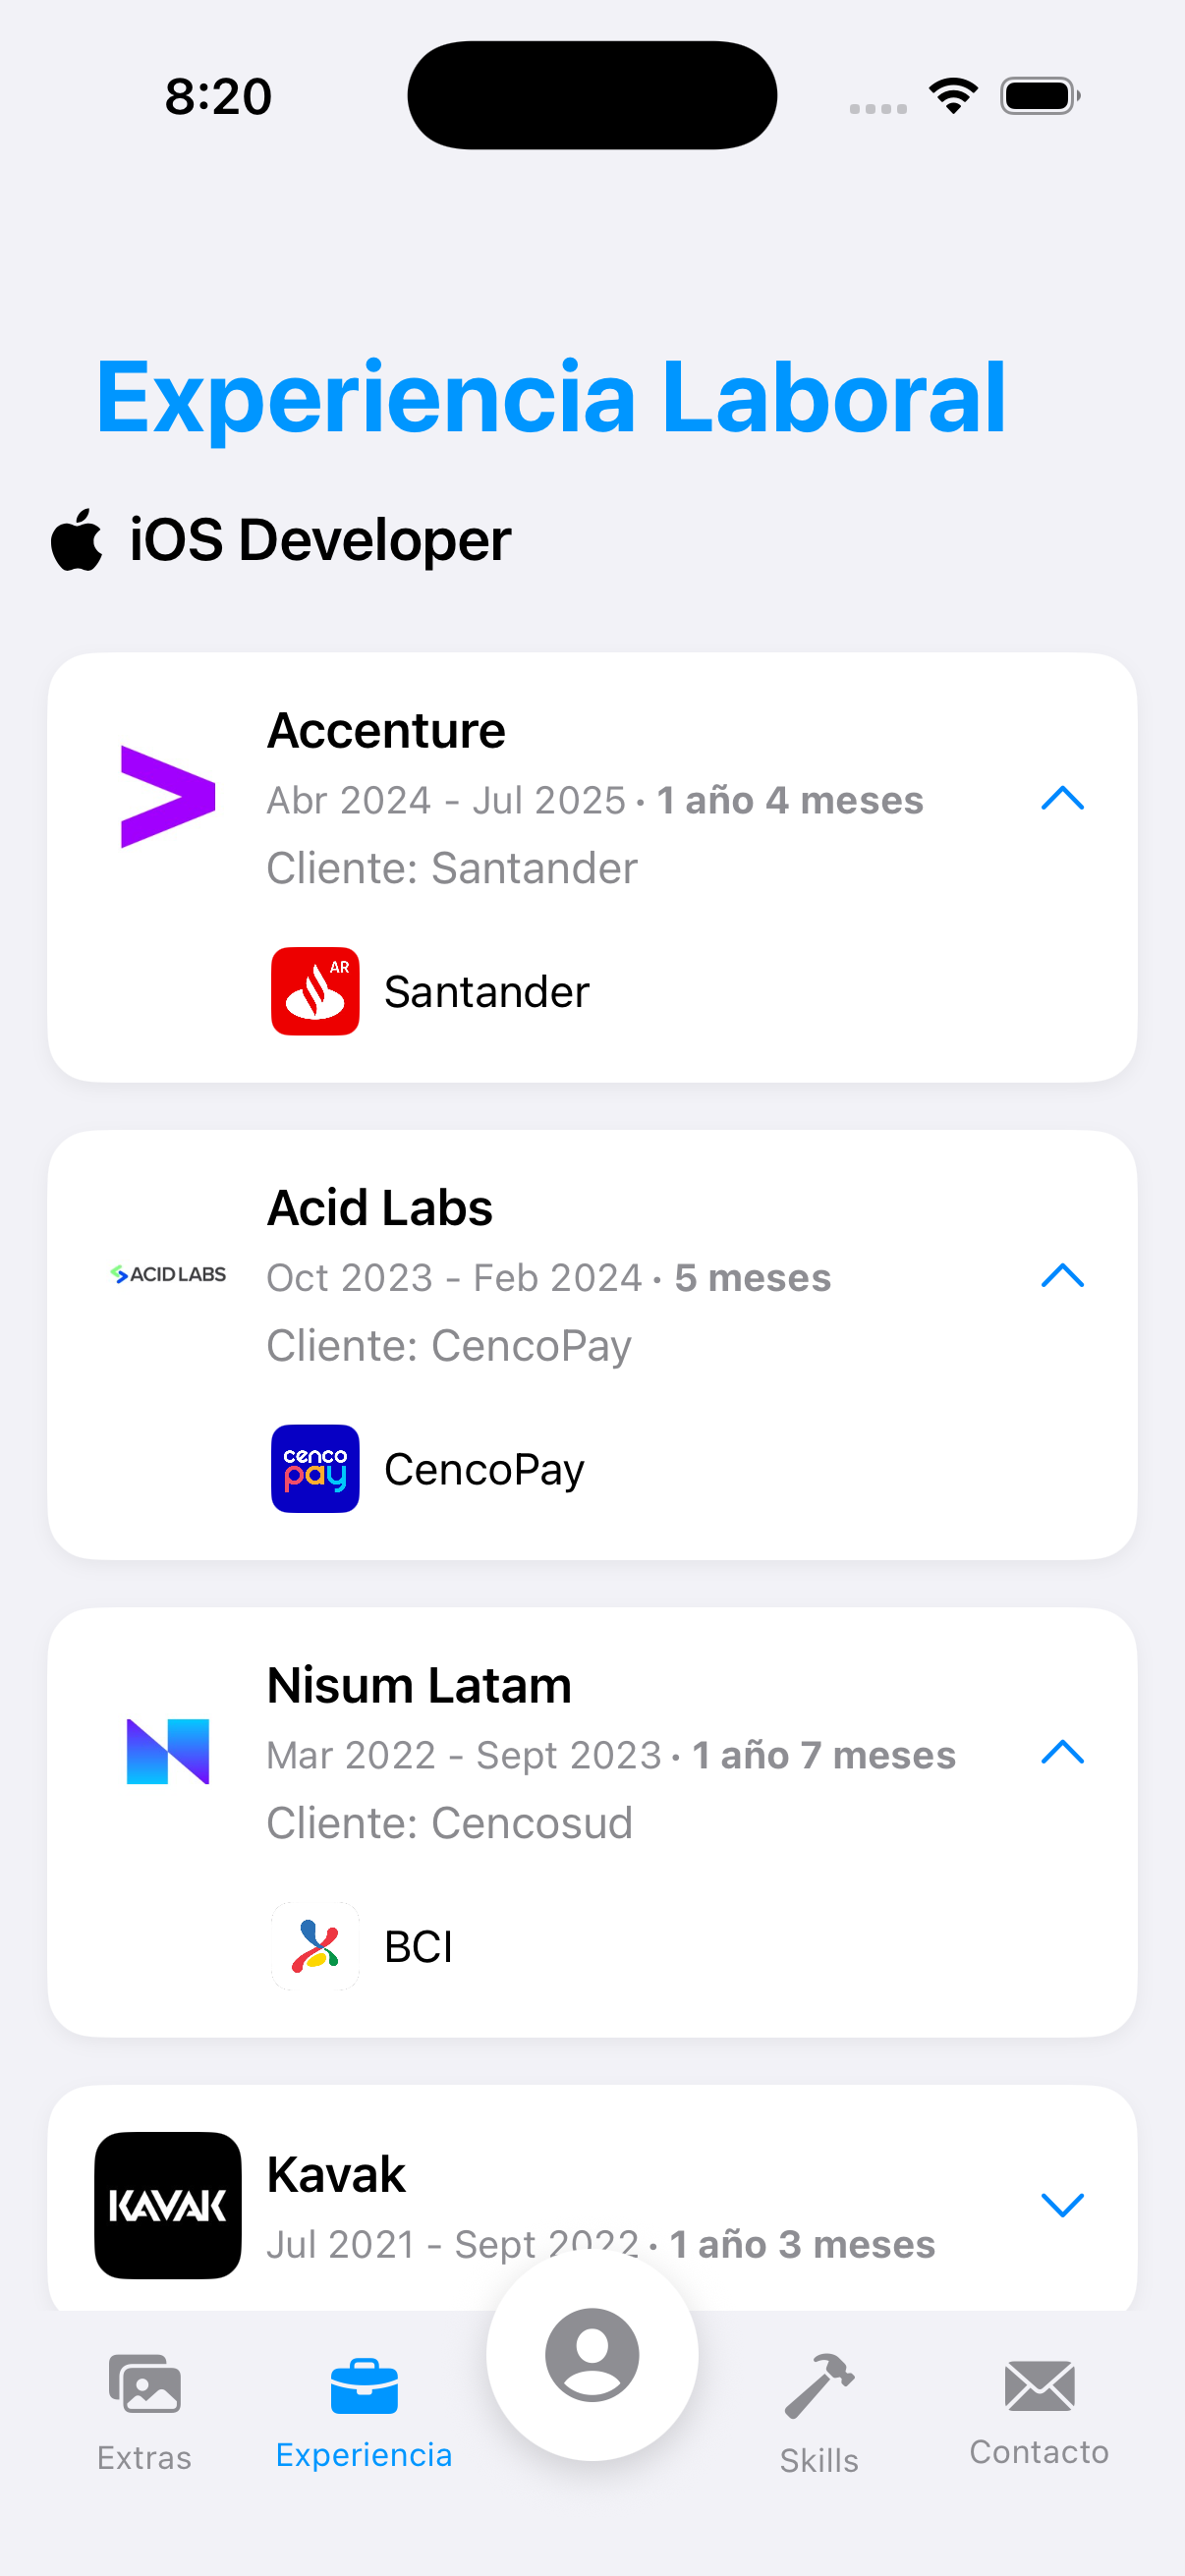 8:20
Experiencia Laboral
iOS Developer
Accenture
Abr 2024 - Jul 2025 · 1 año 4 meses
Cliente: Santander
AR
Santander
Acid Labs
ACID LABS
Oct 2023 - Feb 2024 · 5 meses
Cliente: CencoPay
cenco
pay
CencoPay
Nisum Latam
Mar 2022 - Sept 2023 · 1 año 7 meses
Cliente: Cencosud
BCI
KAVAK
Kavak
Jul 2021 - Sept 2022 · 1 año 3 meses
Extras
Experiencia
Skills
Contacto